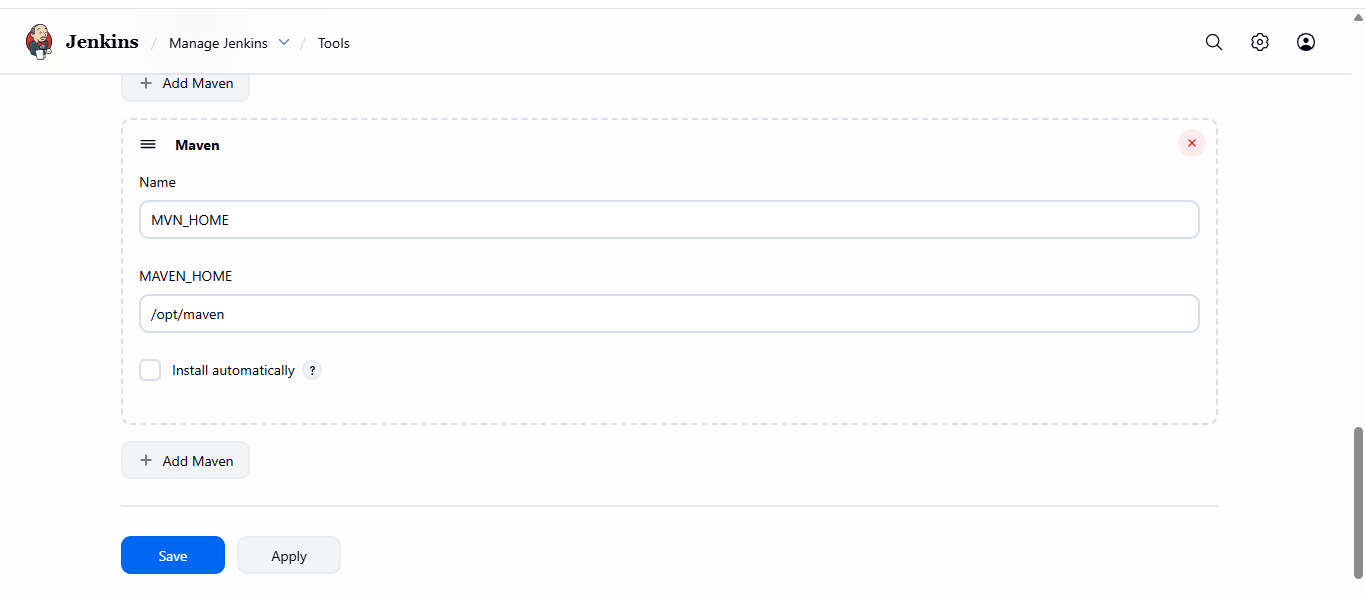 Jenkins / Manage Jenkins / Tools
+ Add Maven
Maven
Name
MVN_HOME
MAVEN_HOME
/opt/maven
Install automatically ?
+ Add Maven
Save Apply